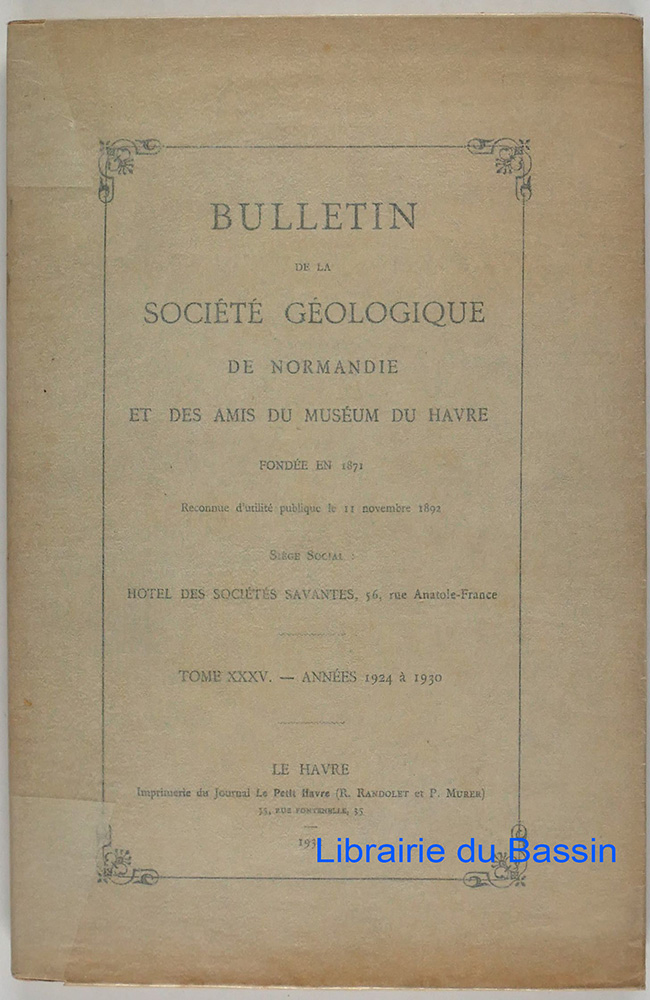 BULLETIN
DE LA
SOCIÉTÉ GÉOLOGIQUE
DE NORMANDIE
ET DES AMIS DU MUSÉUM DU HAVRE
FONDÉE EN 1871
Reconnue d'utilité publique le 11 novembre 1892
SIÈGE SOCIAL :
HOTEL DES SOCIÉTÉS SAVANTES, 56, rue Anatole-France
TOME XXXV. — ANNÉES 1924 à 1930
LE HAVRE
Imprimerie du Journal Le Petit Havre (R. RANDOLET et P. MURER)
35, RUE FONTENELLE, 35
Librairie du Bassin